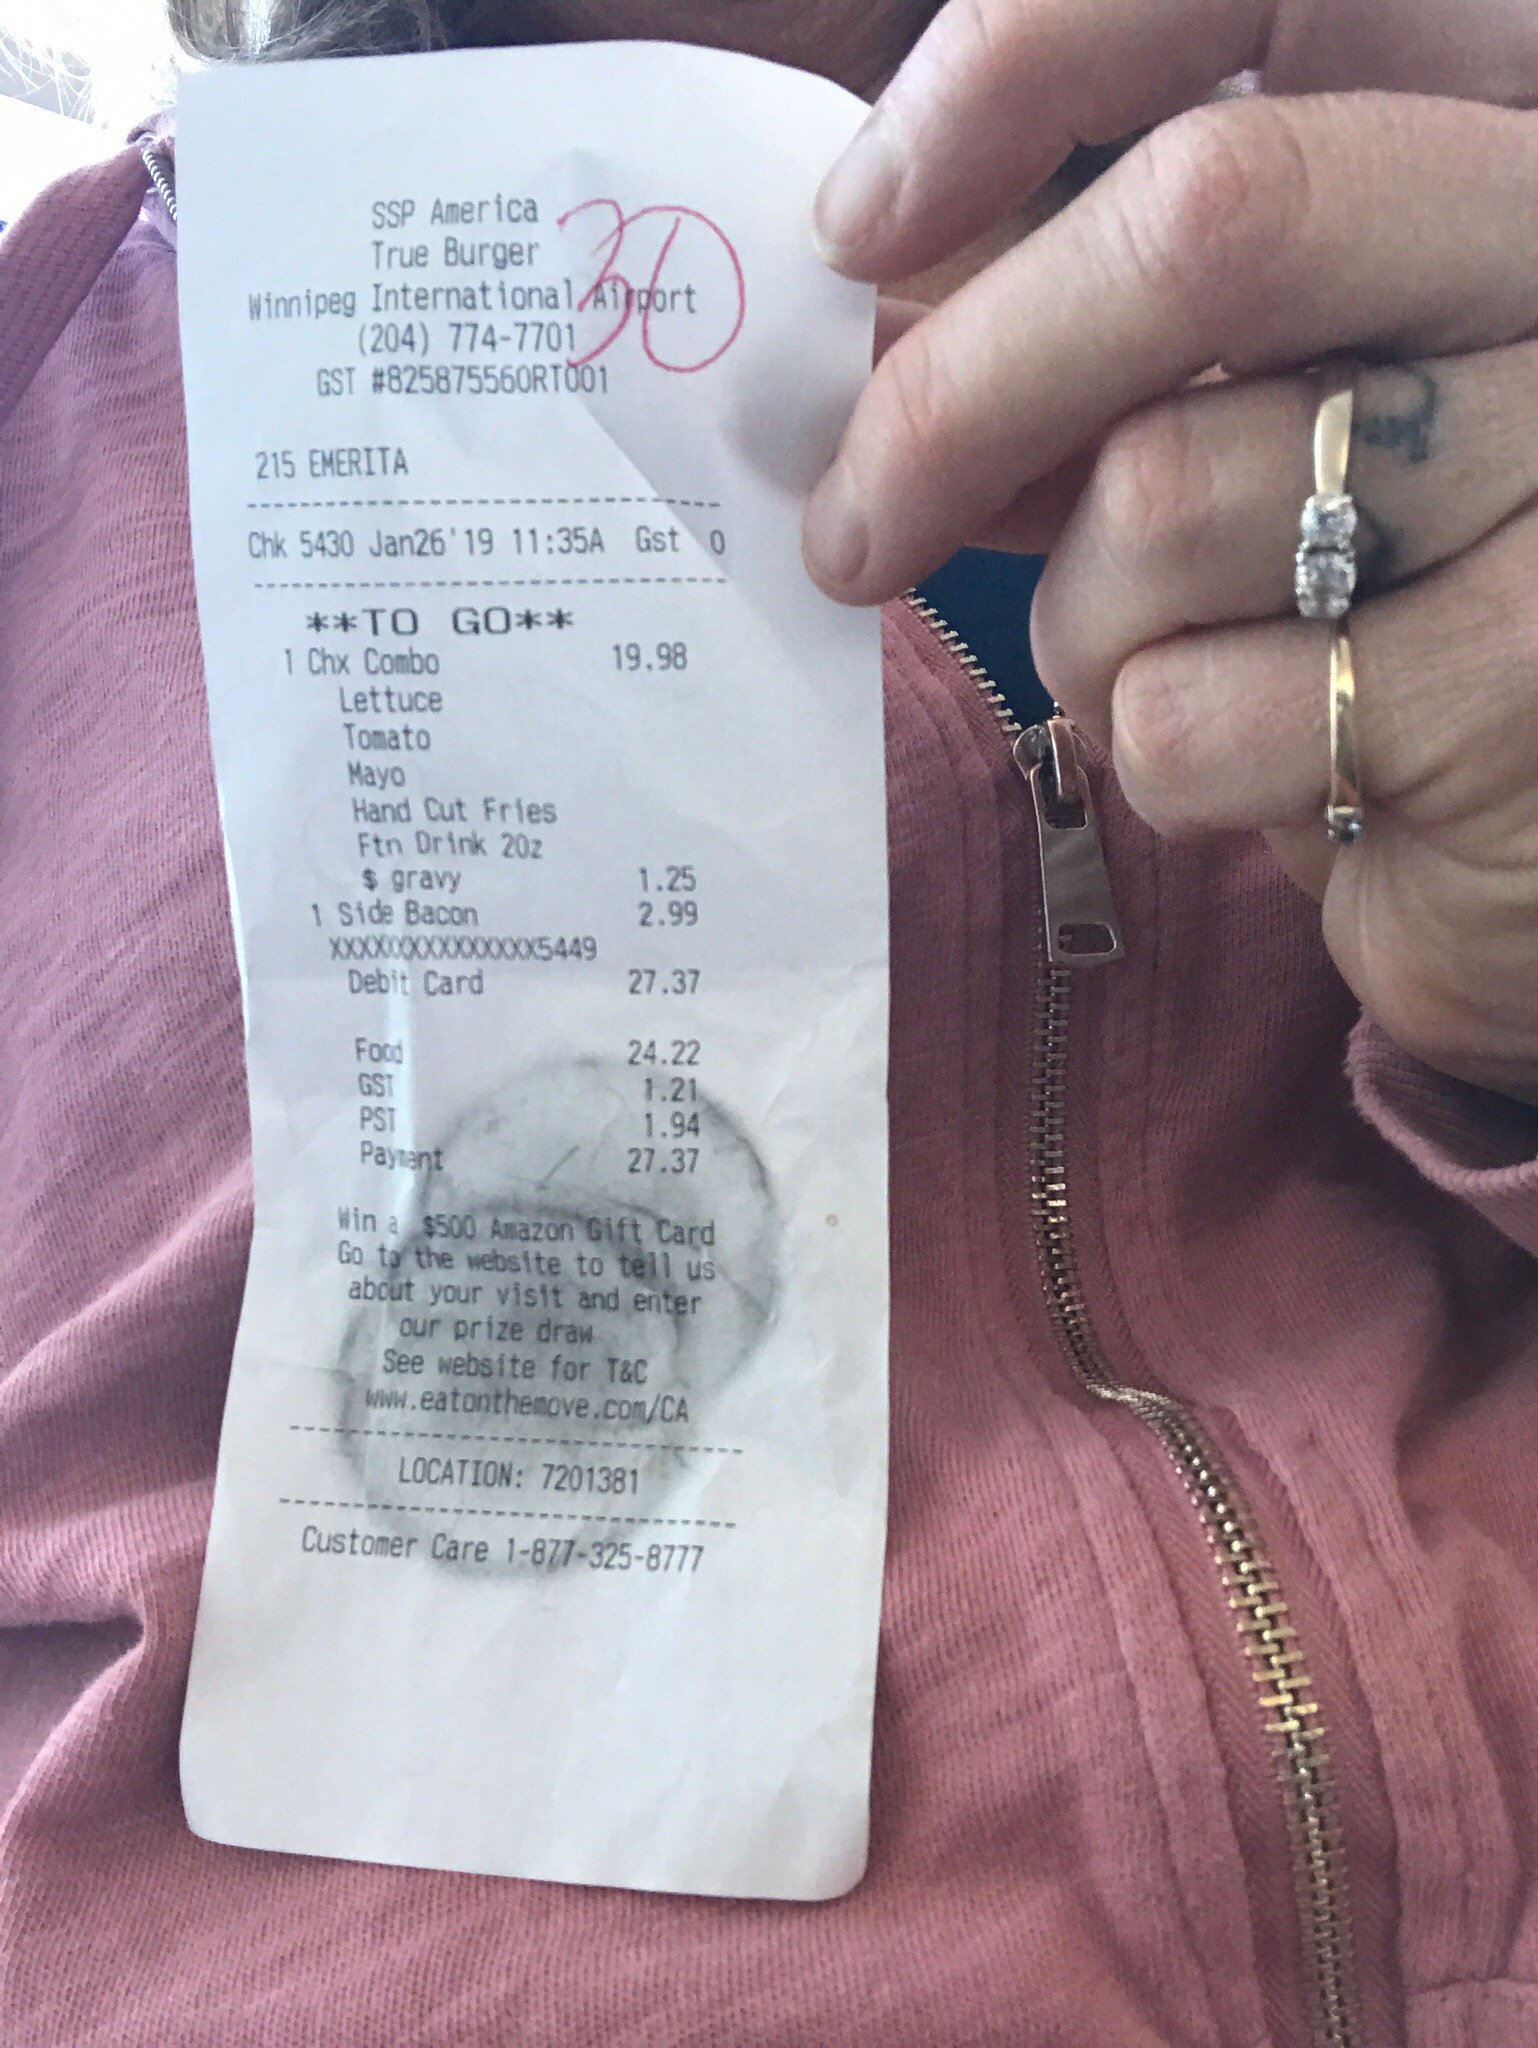 SSP America
True Burger
Winnipeg International Airport
(204) 774-7701
GST #825875560RT001
30
215 EMERITA
Chk 5430 Jan26'19 11:35A Gst 0
**TO GO**
1 Chx Combo 19.98
Lettuce
Tomato
Mayo
Hand Cut Fries
Ftn Drink 20z
$ gravy 1.25
1 Side Bacon 2.99
XXXXXXXXXXXXXXXX5449
Debit Card 27.37
Food 24.22
GST 1.21
PST 1.94
Payment 27.37
Win a $500 Amazon Gift Card
Go to the website to tell us
about your visit and enter
our prize draw
See website for T&C
www.eatonthemove.com/CA
LOCATION: 7201381
Customer Care 1-877-325-8777